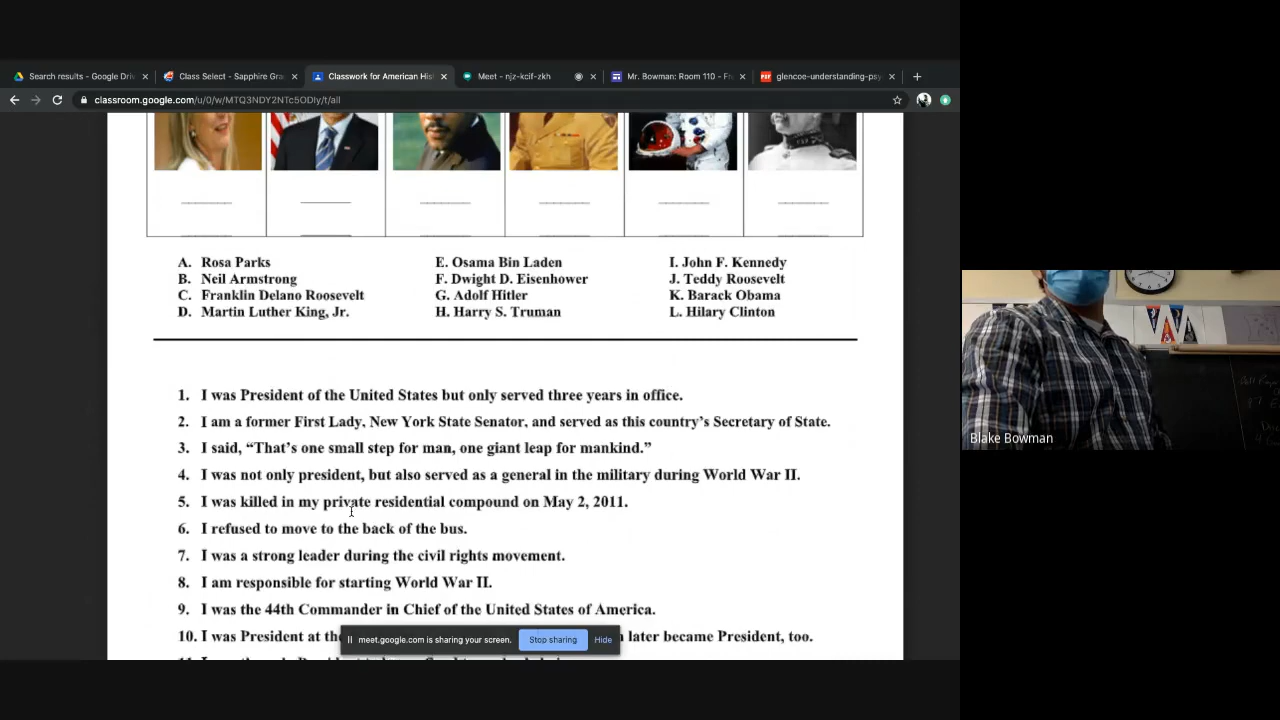 Search results - Google Driv
Class Select - Sapphire Gra
Classwork for American His
Meet - njz-kcif-zkh
Mr. Bowman: Room 110 - Fr
glencoe-understanding-psy
classroom.google.com/u/0/w/MTQ3NDY2NTc5ODIy/t/all
A. Rosa Parks
B. Neil Armstrong
C. Franklin Delano Roosevelt
D. Martin Luther King, Jr.
E. Osama Bin Laden
F. Dwight D. Eisenhower
G. Adolf Hitler
H. Harry S. Truman
I. John F. Kennedy
J. Teddy Roosevelt
K. Barack Obama
L. Hilary Clinton
1. I was President of the United States but only served three years in office.
2. I am a former First Lady, New York State Senator, and served as this country's Secretary of State.
3. I said, “That's one small step for man, one giant leap for mankind.”
4. I was not only president, but also served as a general in the military during World War II.
5. I was killed in my private residential compound on May 2, 2011.
6. I refused to move to the back of the bus.
7. I was a strong leader during the civil rights movement.
8. I am responsible for starting World War II.
9. I was the 44th Commander in Chief of the United States of America.
10. I was President at the later became President, too.
meet.google.com is sharing your screen.
Stop sharing
Hide
Blake Bowman